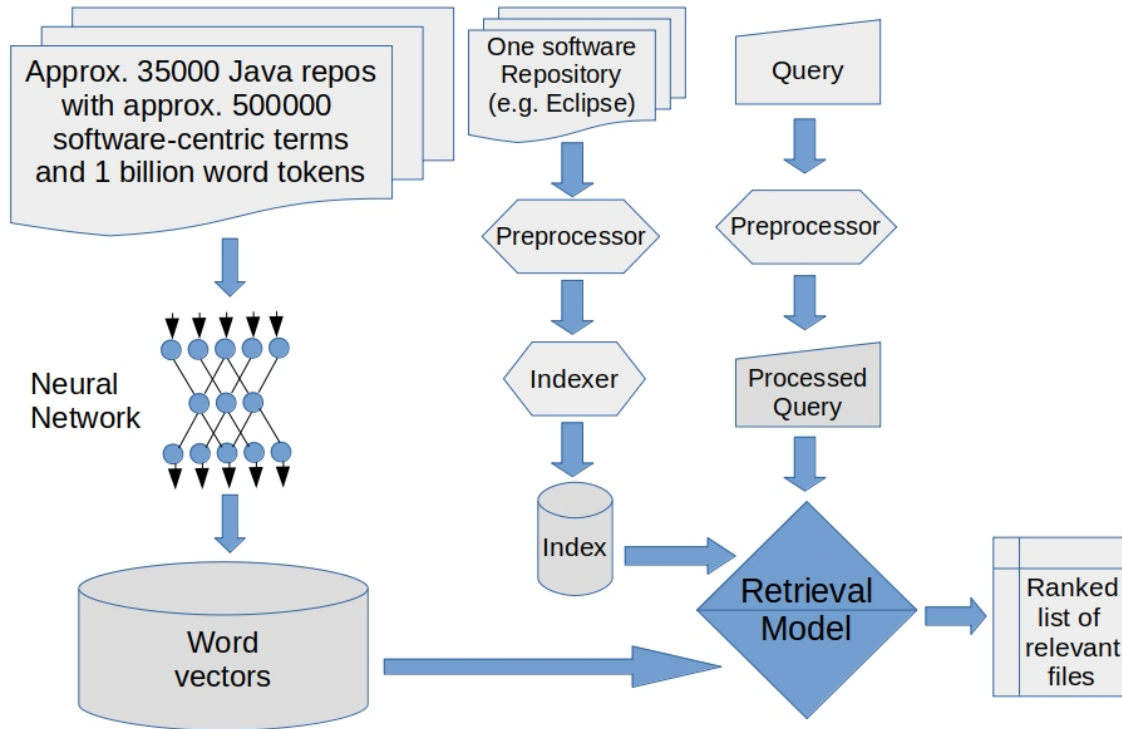 Approx. 35000 Java repos
with approx. 500000
software-centric terms
and 1 billion word tokens
One software
Repository
(e.g. Eclipse)
Query
Preprocessor
Preprocessor
Neural
Network
Indexer
Processed
Query
Index
Word
vectors
Retrieval
Model
Ranked
list of
relevant
files